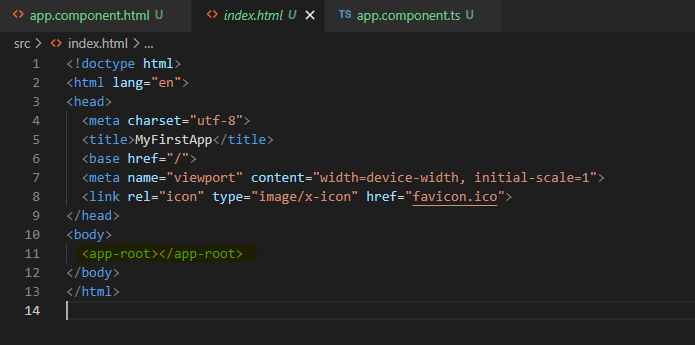 <> app.component.html U
<> index.html ×
TS app.component.ts U
src > <> index.html > ...
1 <!doctype html>
2 <html lang="en">
3 <head>
4   <meta charset="utf-8">
5   <title>MyFirstApp</title>
6   <base href="/">
7   <meta name="viewport" content="width=device-width, initial-scale=1">
8   <link rel="icon" type="image/x-icon" href="favicon.ico">
9 </head>
10 <body>
11   <app-root></app-root>
12 </body>
13 </html>
14